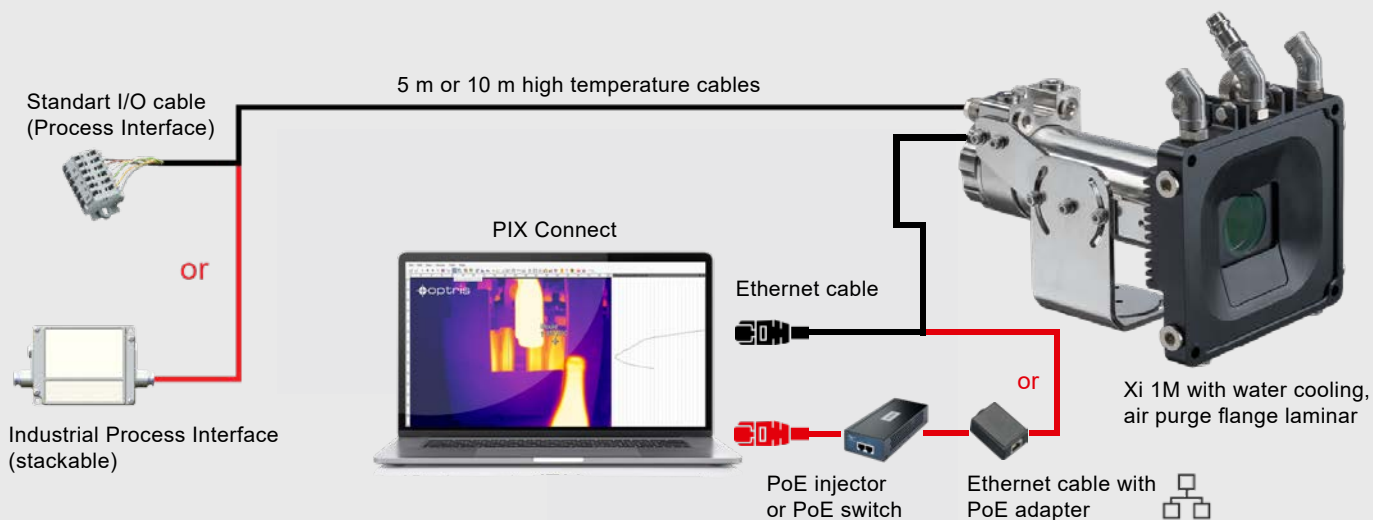 5 m or 10 m high temperature cables
Standart I/O cable
(Process Interface)
or
Industrial Process Interface
(stackable)
PIX Connect
optris
Ethernet cable
or
PoE injector
or PoE switch
Ethernet cable with
PoE adapter
Xi 1M with water cooling,
air purge flange laminar